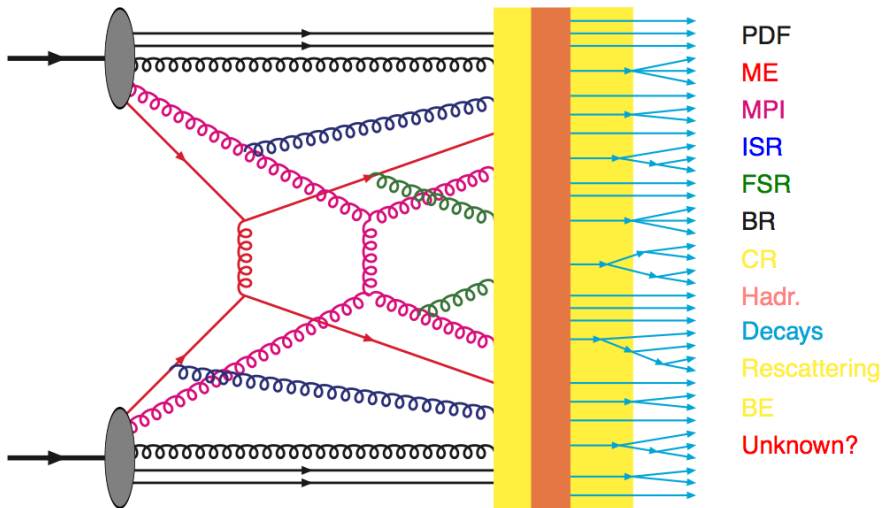 PDF
ME
MPI
ISR
FSR
BR
CR
Hadr.
Decays
Rescattering
BE
Unknown?